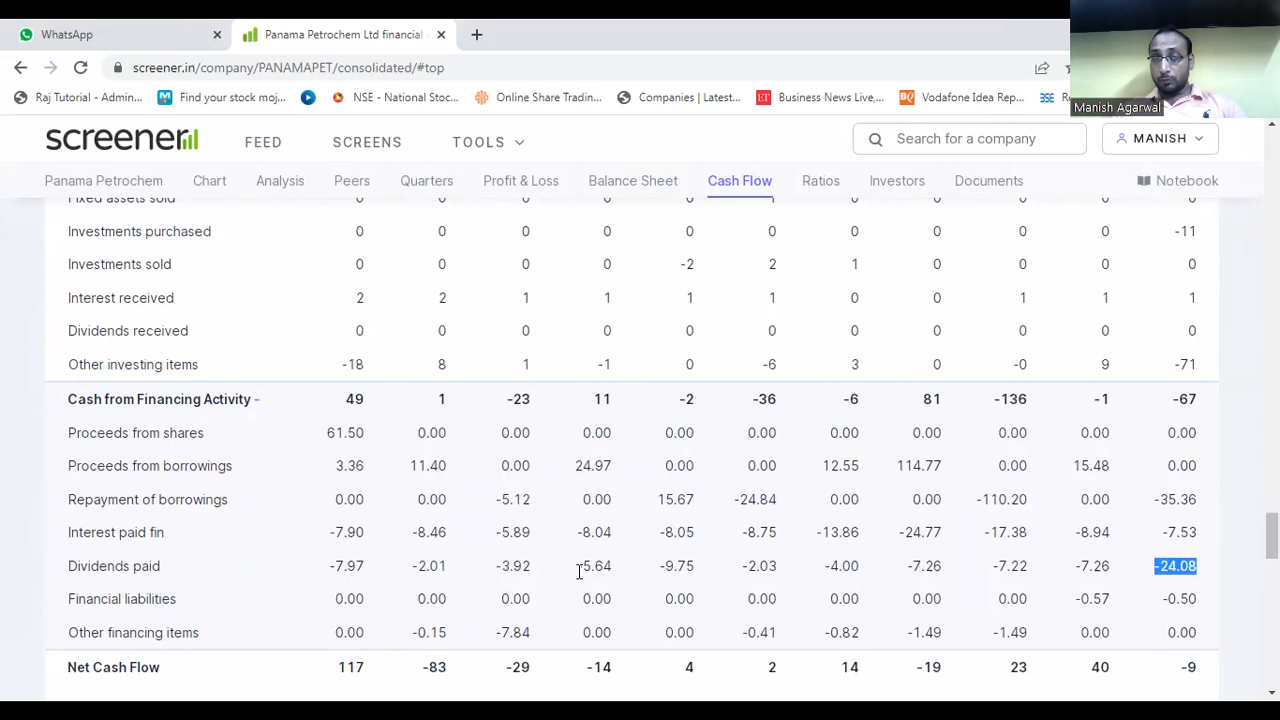 WhatsApp
Panama Petrochem Ltd financial
screener.in/company/PANAMAPET/consolidated/#top
Raj Tutorial - Admin... Find your stock moj... NSE - National Stoc... Online Share Tradin... Companies | Latest... Business News Live,... Vodafone Idea Rep...
Manish Agarwal
screener FEED SCREENS TOOLS Search for a company MANISH
Panama Petrochem Chart Analysis Peers Quarters Profit & Loss Balance Sheet Cash Flow Ratios Investors Documents Notebook
Fixed assets sold 0 0 0 0 0 1 0 0 0 0 0
Investments purchased 0 0 0 0 0 0 0 0 0 0 -11
Investments sold 0 0 0 0 -2 2 1 0 0 0 0
Interest received 2 2 1 1 1 1 0 0 1 1 1
Dividends received 0 0 0 0 0 0 0 0 0 0 0
Other investing items -18 8 1 -1 0 -6 3 0 -0 9 -71
Cash from Financing Activity - 49 1 -23 11 -2 -36 -6 81 -136 -1 -67
Proceeds from shares 61.50 0.00 0.00 0.00 0.00 0.00 0.00 0.00 0.00 0.00 0.00
Proceeds from borrowings 3.36 11.40 0.00 24.97 0.00 0.00 12.55 114.77 0.00 15.48 0.00
Repayment of borrowings 0.00 0.00 -5.12 0.00 15.67 -24.84 0.00 0.00 -110.20 0.00 -35.36
Interest paid fin -7.90 -8.46 -5.89 -8.04 -8.05 -8.75 -13.86 -24.77 -17.38 -8.94 -7.53
Dividends paid -7.97 -2.01 -3.92 -5.64 -9.75 -2.03 -4.00 -7.26 -7.22 -7.26 -24.08
Financial liabilities 0.00 0.00 0.00 0.00 0.00 0.00 0.00 0.00 0.00 -0.57 -0.50
Other financing items 0.00 -0.15 -7.84 0.00 0.00 -0.41 -0.82 -1.49 -1.49 0.00 0.00
Net Cash Flow 117 -83 -29 -14 4 2 14 -19 23 40 -9